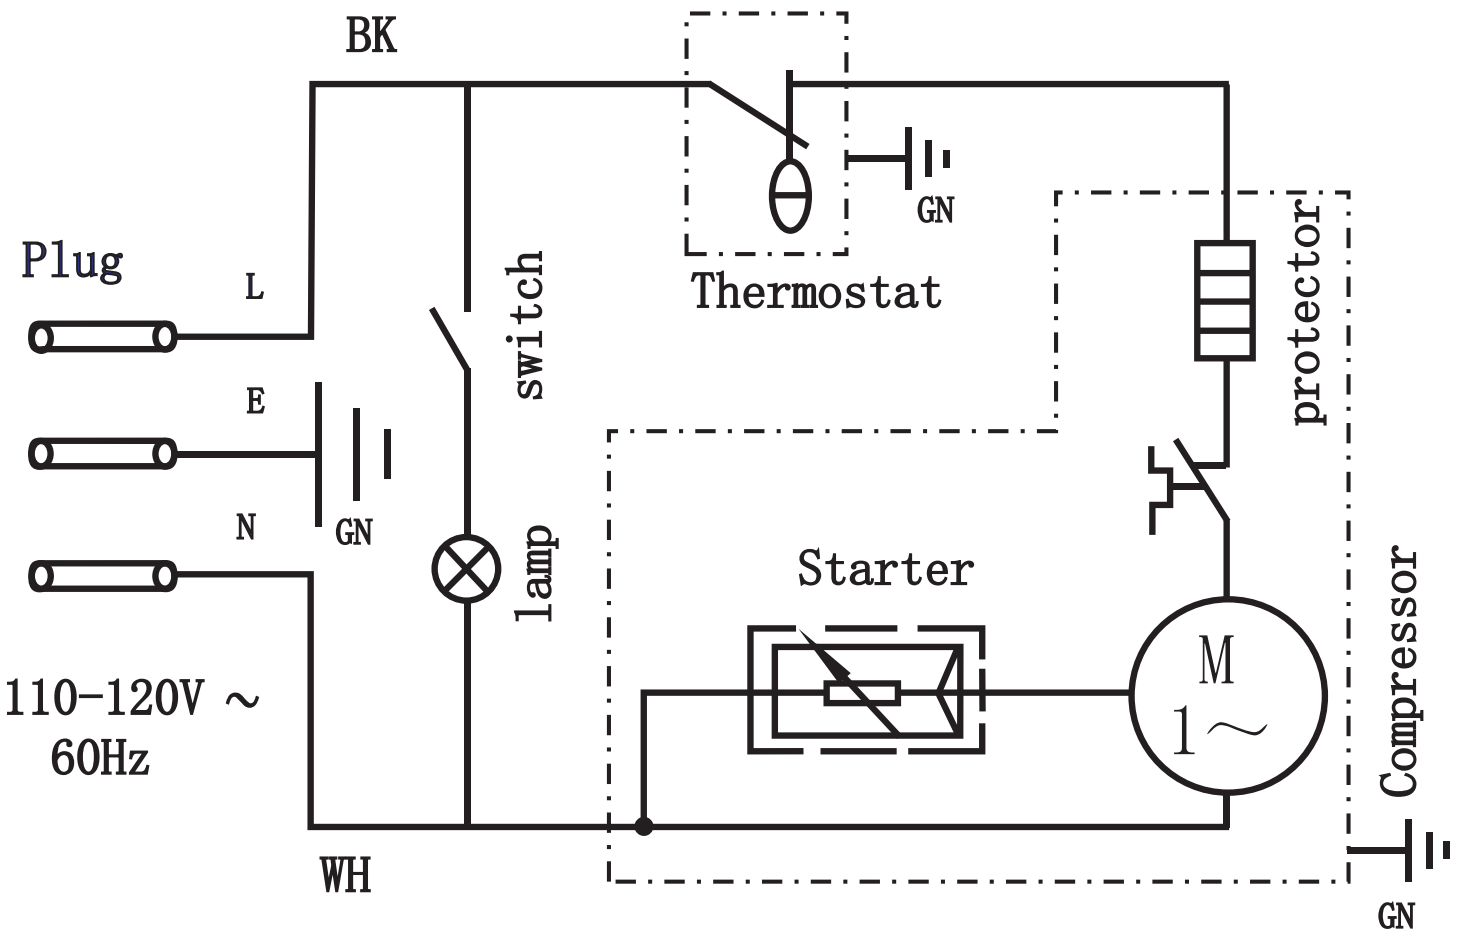 BK
Plug
L
E
GN
N
110-120V ~
60Hz
WH
switch
lamp
Thermostat
GN
protector
Starter
M
1~
Compressor
GN